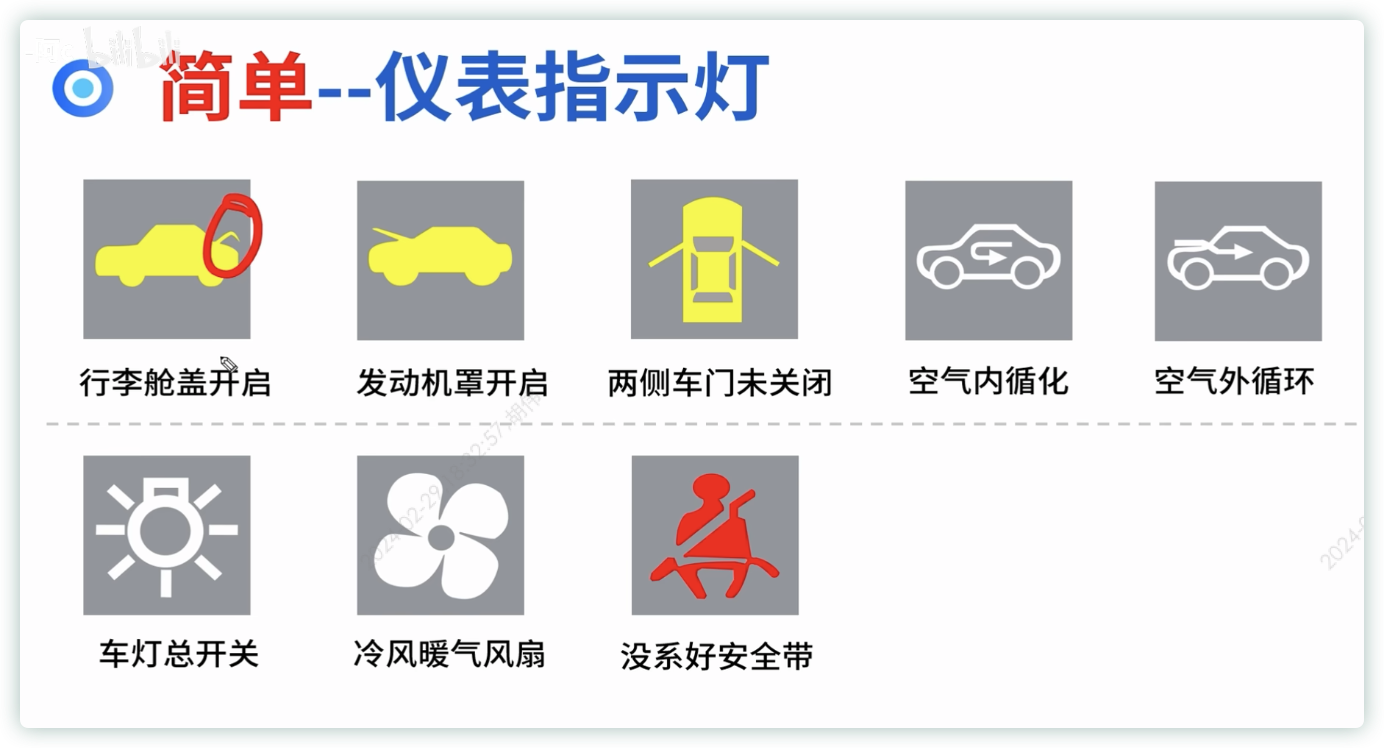 bilibili
简单--仪表指示灯
行李舱盖开启 发动机罩开启 两侧车门未关闭 空气内循化 空气外循环
车灯总开关 冷风暖气风扇 没系好安全带